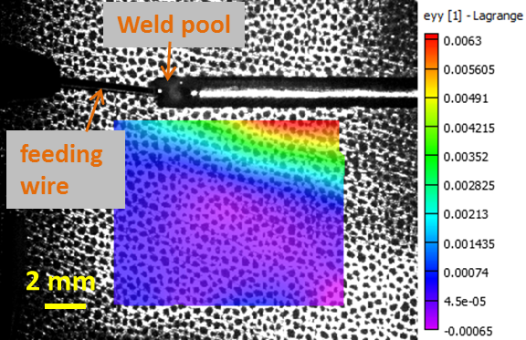 Weld pool
eyy [1] - Lagrange
0.0063
0.005605
0.00491
0.004215
0.00352
0.002825
0.00213
0.001435
0.00074
4.5e-05
-0.00065
feeding
wire
2 mm